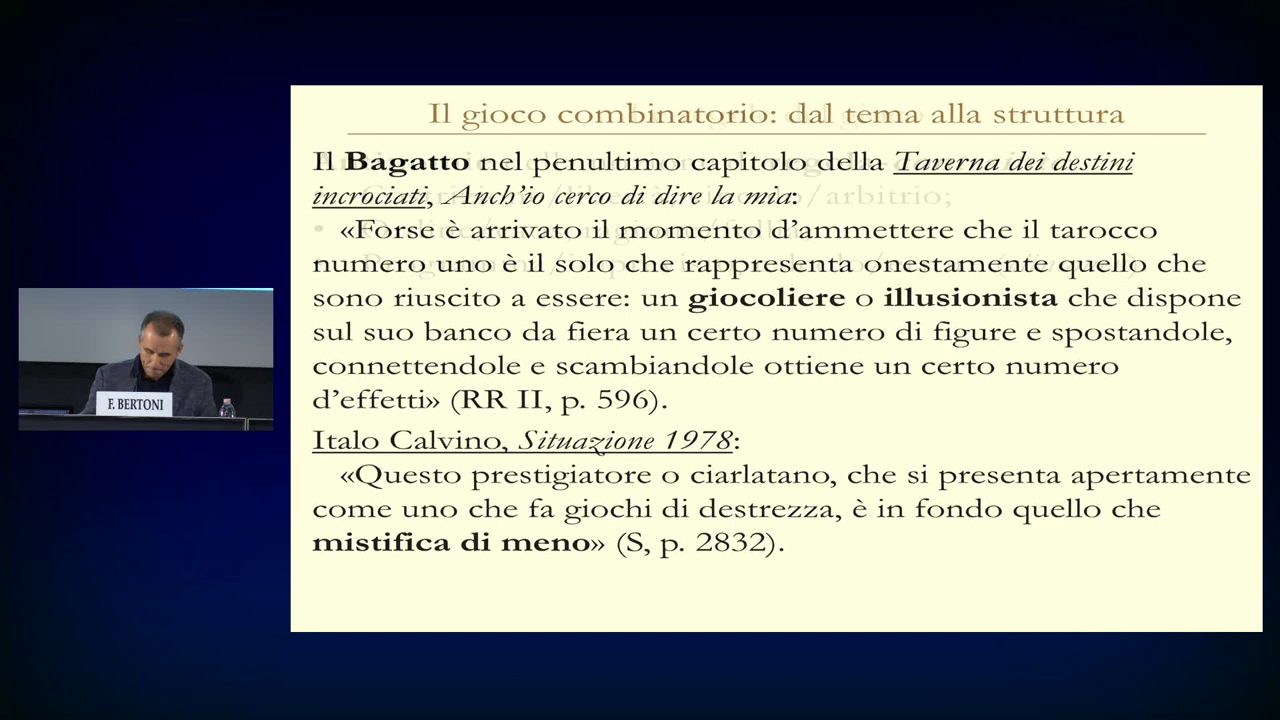 Il gioco combinatorio: dal tema alla struttura
Il Bagatto nel penultimo capitolo della Taverna dei destini
incrociati, Anch’io cerco di dire la mia:
«Forse è arrivato il momento d’ammettere che il tarocco
numero uno è il solo che rappresenta onestamente quello che
sono riuscito a essere: un giocoliere o illusionista che dispone
sul suo banco da fiera un certo numero di figure e spostandole,
connettendole e scambiandole ottiene un certo numero
d’effetti» (RR II, p. 596).
Italo Calvino, Situazione 1978:
«Questo prestigiatore o ciarlatano, che si presenta apertamente
come uno che fa giochi di destrezza, è in fondo quello che
mistifica di meno» (S, p. 2832).
F. BERTONI